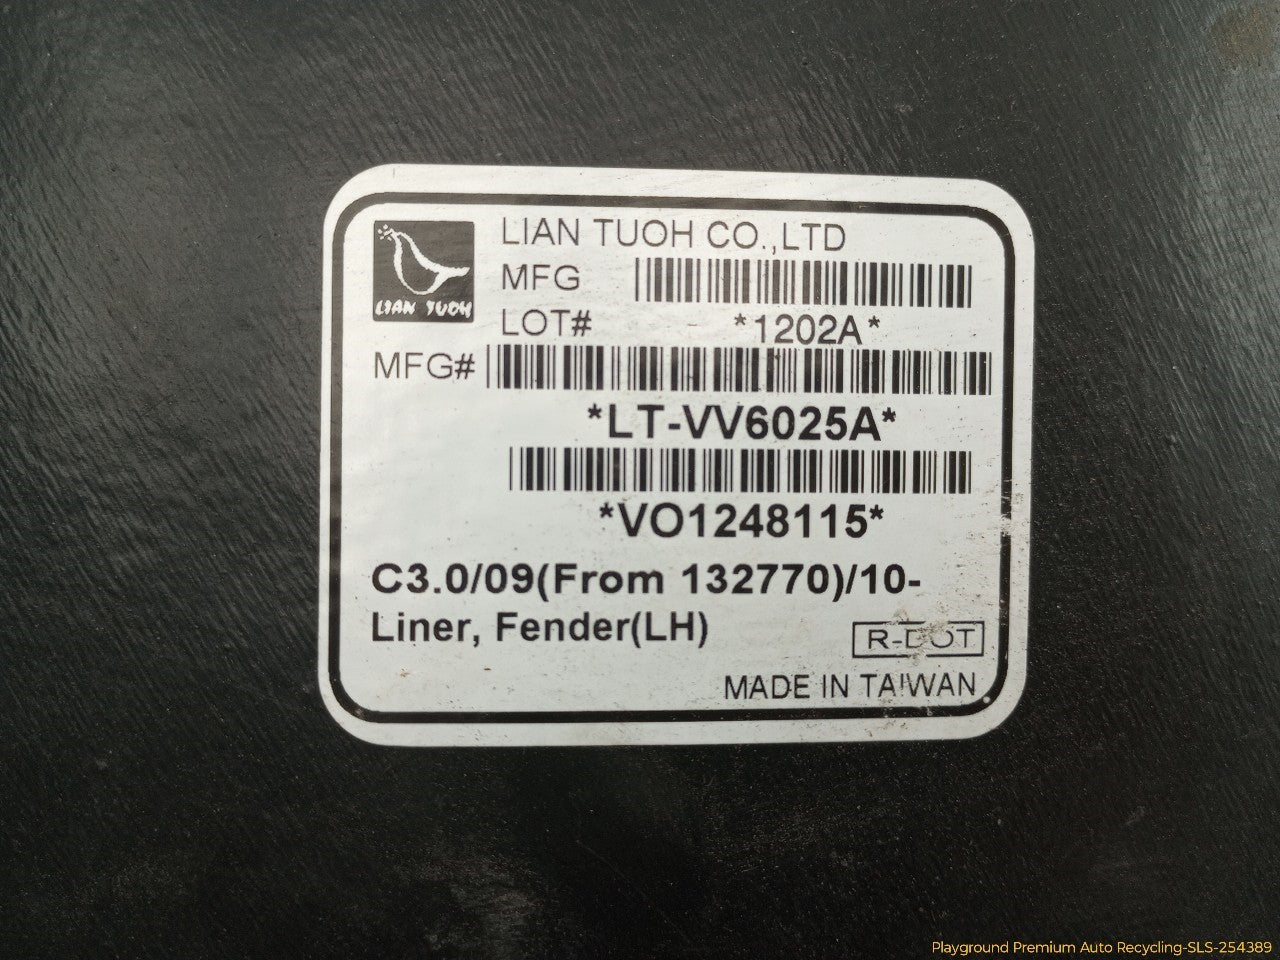 LIAN TUOH CO.,LTD
MFG
LIAN TUOH
LOT# *1202A*
MFG#
*LT-VV6025A*
*VO1248115*
C3.0/09(From 132770)/10-
Liner, Fender(LH)
R-DOT
MADE IN TAIWAN
Playground Premium Auto Recycling-SLS-254389